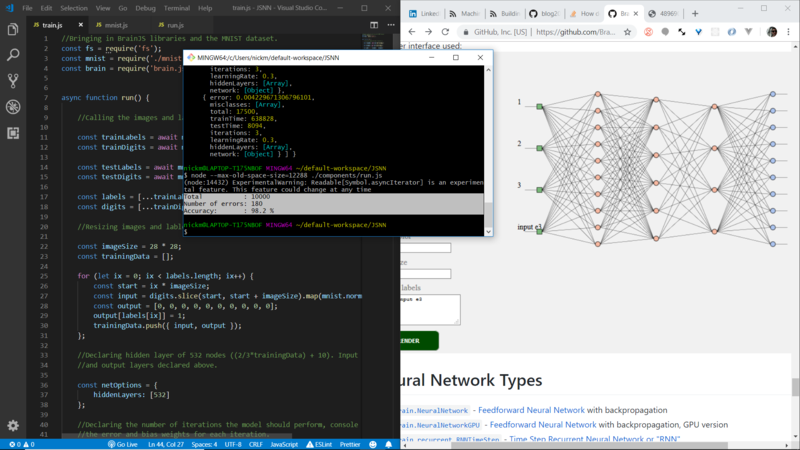 File Edit Selection View Go Debug Terminal Help
train.js - JSNN - Visual Studio Co...
train.js
mnist.js
run.js
//Bringing in BrainJS libraries and the MNIST dataset.
const fs = require('fs');
const mnist = require('./mnist
const brain = require('brain.j
async function run() {
//Calling the images and la
const trainLabels = await m
const trainDigits = await m
const testLabels = await m
const testDigits = await m
const labels = [...trainLa
const digits = [...trainDi
//Resizing images and labl
const imageSize = 28 * 28;
const trainingData = [];
for (let ix = 0; ix < labels.length; ix++) {
const start = ix * imageSize;
const input = digits.slice(start, start + imageSize).map(mnist.norm
const output = [0, 0, 0, 0, 0, 0, 0, 0, 0, 0];
output[labels[ix]] = 1;
trainingData.push({ input, output });
};
//Declaring hidden layer of 532 nodes ((2/3*trainingData) + 10). Input
//and output layers declared above.
const netOptions = {
hiddenLayers: [532]
};
//Declaring the number of iterations the model should perform, console
//the error and bias weights for each iteration.
0 0 Go Live Ln 44, Col 27 Spaces: 4 UTF-8 CRLF JavaScript ESLint Prettier
MINGW64:/c/Users/nickm/default-workspace/JSNN
iterations: 3,
learningRate: 0.3,
hiddenLayers: [Array],
network: [Object] },
{ error: 0.004229671306796101,
misclasses: [Array],
total: 17500,
trainTime: 638828,
testTime: 8094,
iterations: 3,
learningRate: 0.3,
hiddenLayers: [Array],
network: [Object] } ] }
nickm@LAPTOP-T175NBOF MINGW64 ~/default-workspace/JSNN
$ node --max-old-space-size=12288 ./components/run.js
(node:14432) ExperimentalWarning: Readable[Symbol.asyncIterator] is an experimen
tal feature. This feature could change at any time
Total : 10000
Number of errors: 180
Accuracy: : 98.2 %
nickm@LAPTOP-T175NBOF MINGW64 ~/default-workspace/JSNN
$
Linked
Machi
Buildin
blog20
How d
Bra
48969
GitHub, Inc. [US] | https://github.com/Bra
er interface used:
1
2
3
input e3
ze
labels
input e3
RENDER
ural Network Types
rain.NeuralNetwork - Feedforward Neural Network with backpropagation
rain.NeuralNetworkGPU - Feedforward Neural Network with backpropagation, GPU version
rain.recurrent.RNNTimeStep - Time Step Recurrent Neural Network or "RNN"